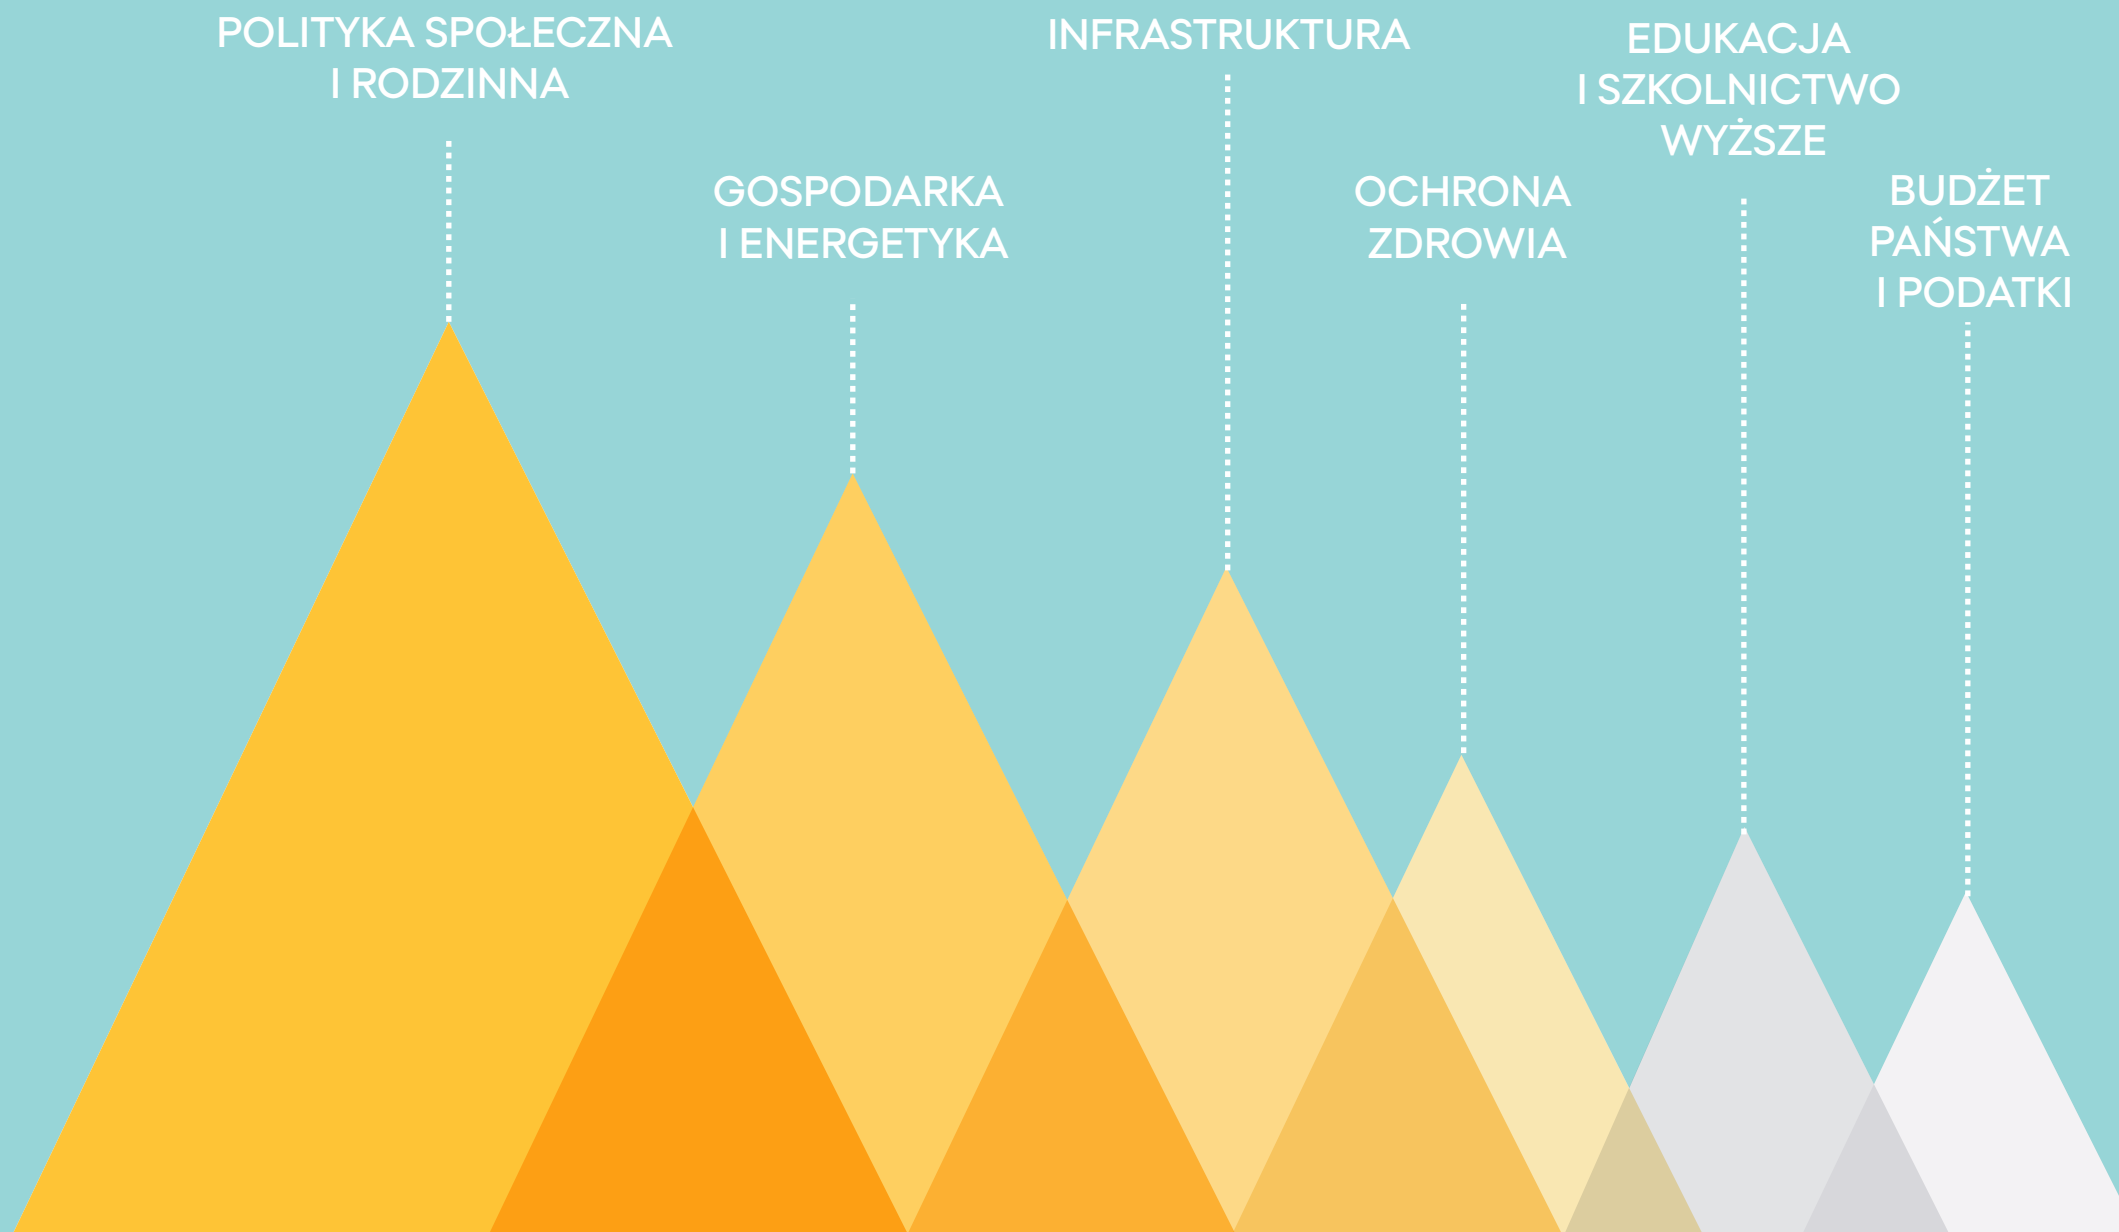 POLITYKA SPOŁECZNA
I RODZINNA
GOSPODARKA
I ENERGETYKA
INFRASTRUKTURA
OCHRONA
ZDROWIA
EDUKACJA
I SZKOLNICTWO
WYŻSZE
BUDŻET
PAŃSTWA
I PODATKI